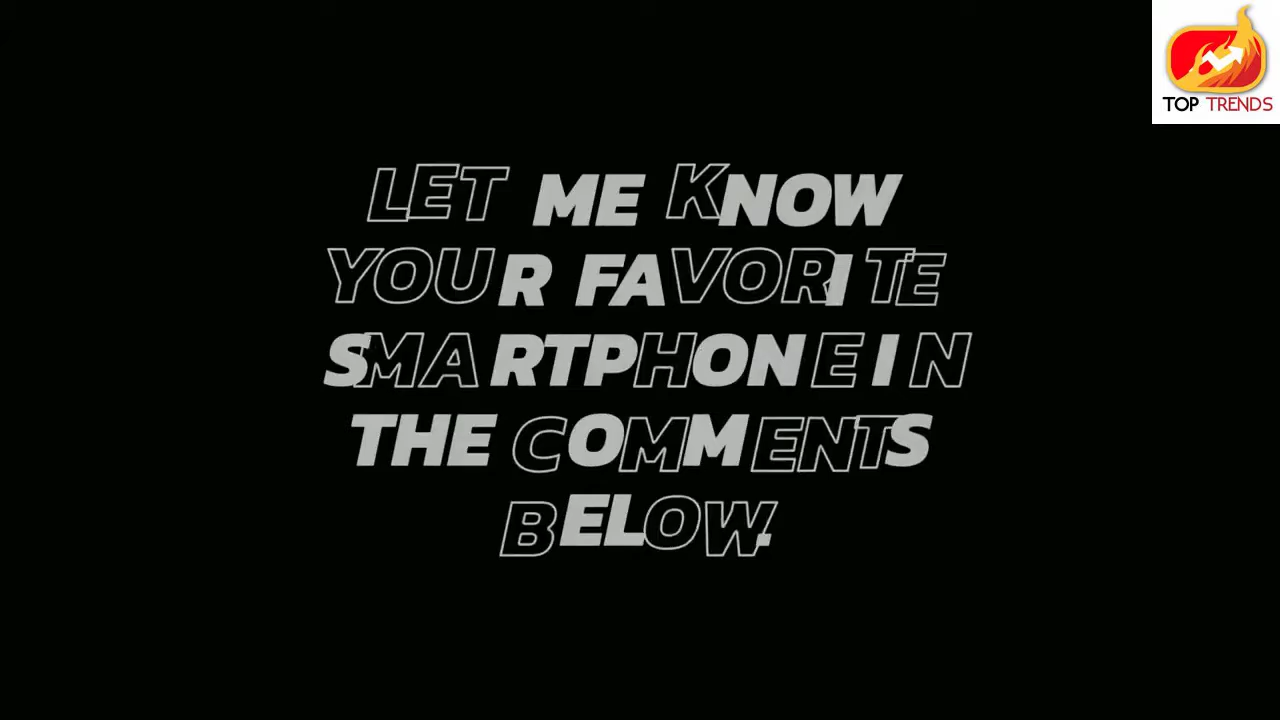 TOP TRENDS
LET ME KNOW
YOUR FAVORITE
SMARTPHONE IN
THE COMMENTS
BELOW.